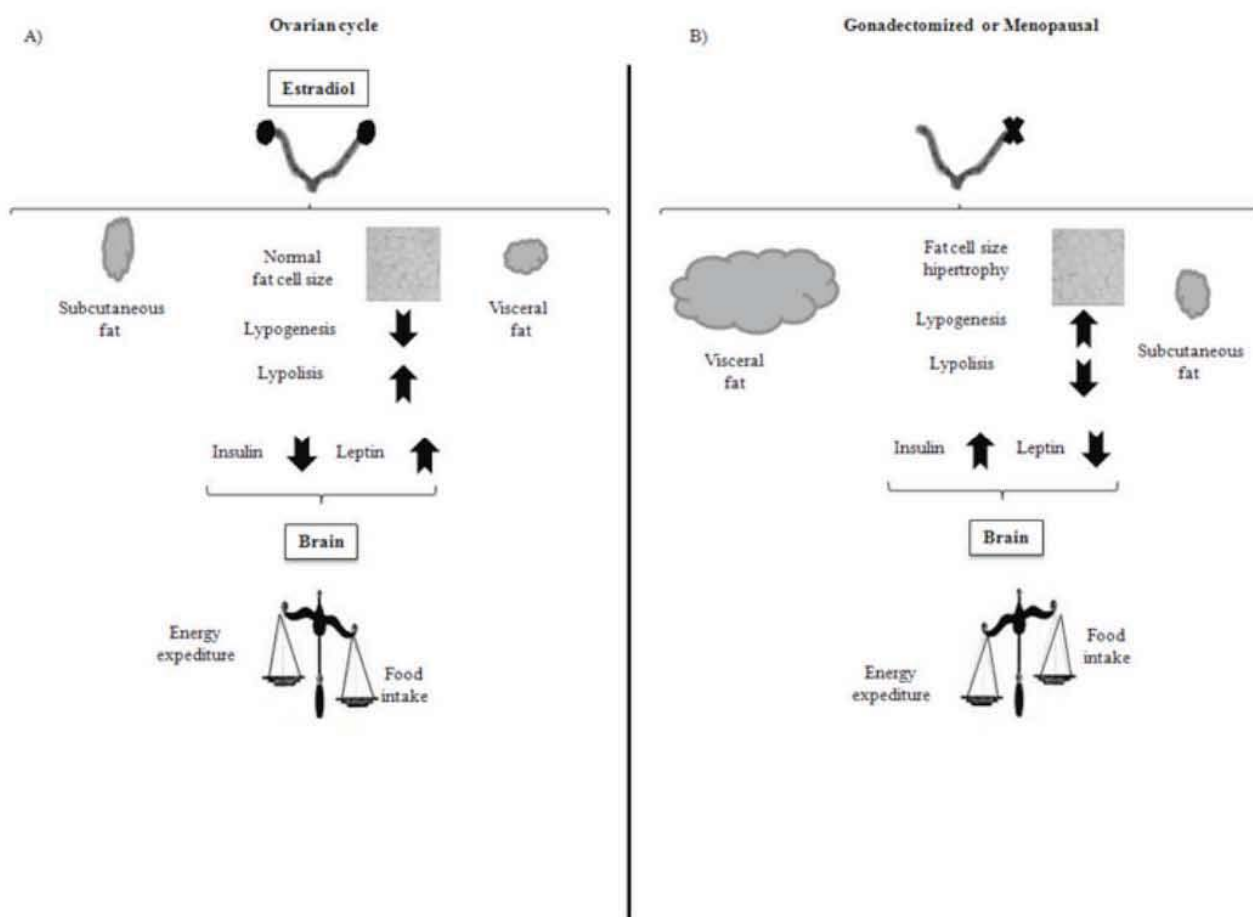 A)
Ovarian cycle
Estradiol
Subcutaneous
fat
Normal
fat cell size
Visceral
fat
Lypogenesis
Lypolisis
Insulin
Leptin
Brain
Energy
expediture
Food
intake
B)
Gonadectomized or Menopausal
Visceral
fat
Fat cell size
hipertrophy
Lypogenesis
Lypolisis
Subcutaneous
fat
Insulin
Leptin
Brain
Food
intake
Energy
expediture